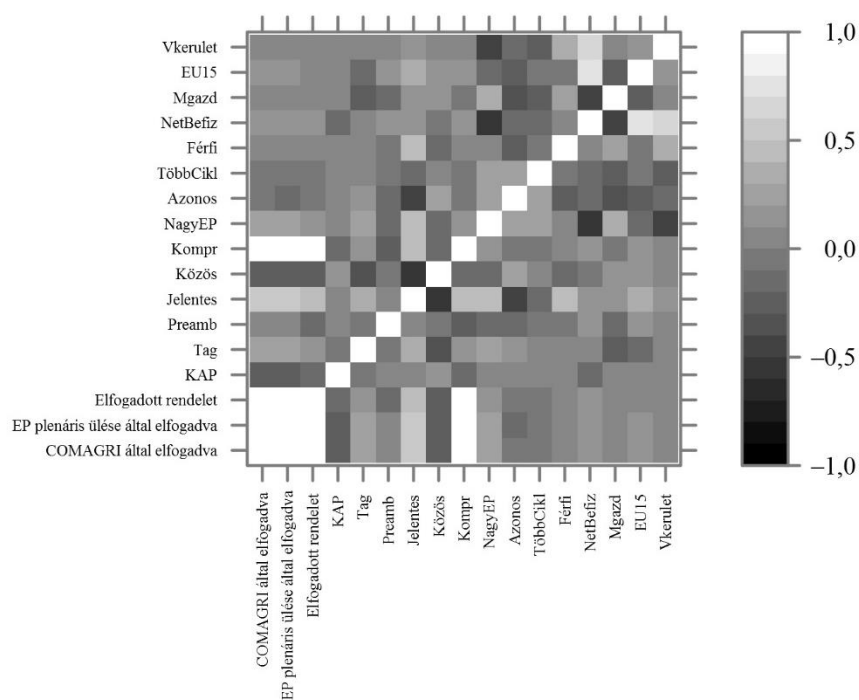 Vkerulet
EU15
Mgazd
NetBefiz
Férfi
TöbbCikl
Azonos
NagyEP
Kompr
Közös
Jelentes
Preamb
Tag
KAP
Elfogadott rendelet
EP plenáris ülése által elfogadva
COMAGRI által elfogadva
COMAGRI által elfogadva
EP plenáris ülése által elfogadva
Elfogadott rendelet
KAP
Tag
Preamb
Jelentes
Közös
Kompr
NagyEP
Azonos
TöbbCikl
Férfi
NetBefiz
Mgazd
EU15
Vkerulet
1,0
0,5
0,0
–0,5
–1,0